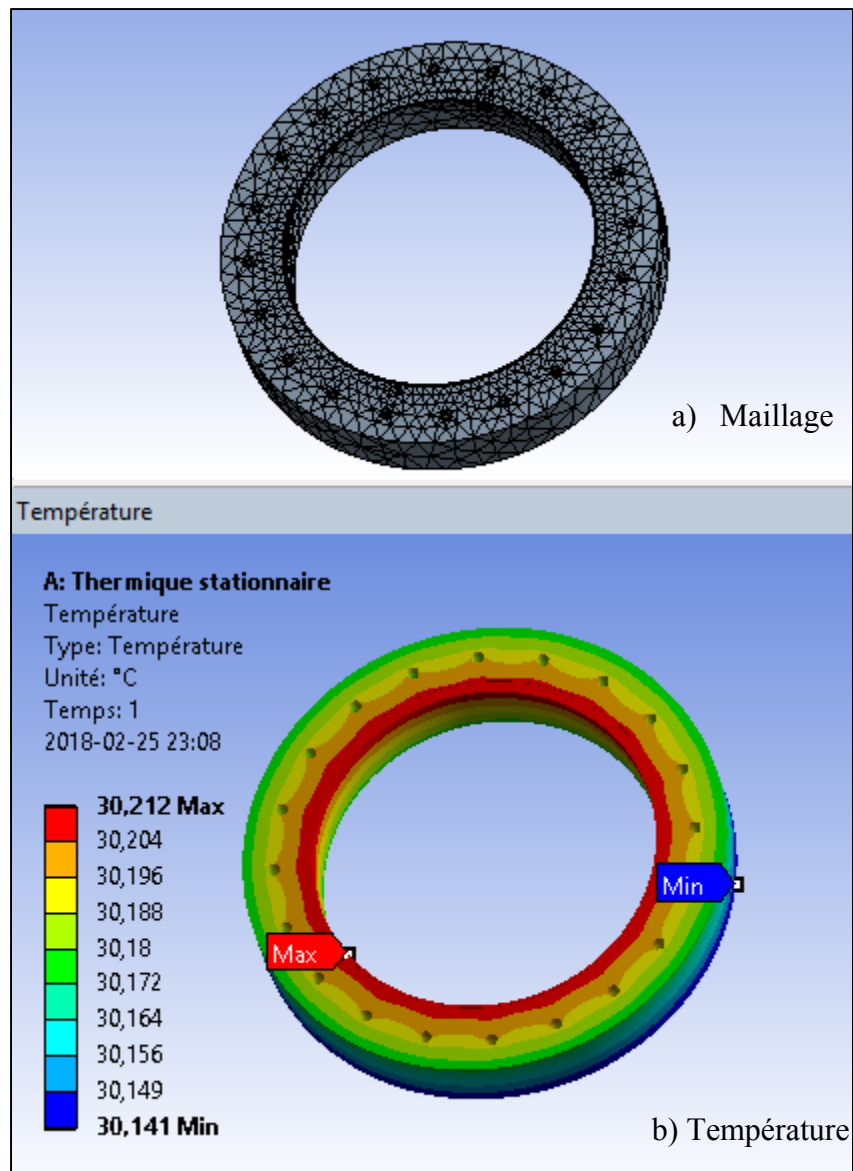 a) Maillage
Température
A: Thermique stationnaire
Température
Type: Température
Unité: °C
Temps: 1
2018-02-25 23:08
30,212 Max
30,204
30,196
30,188
30,18
30,172
30,164
30,156
30,149
30,141 Min
Min
Max
b) Température